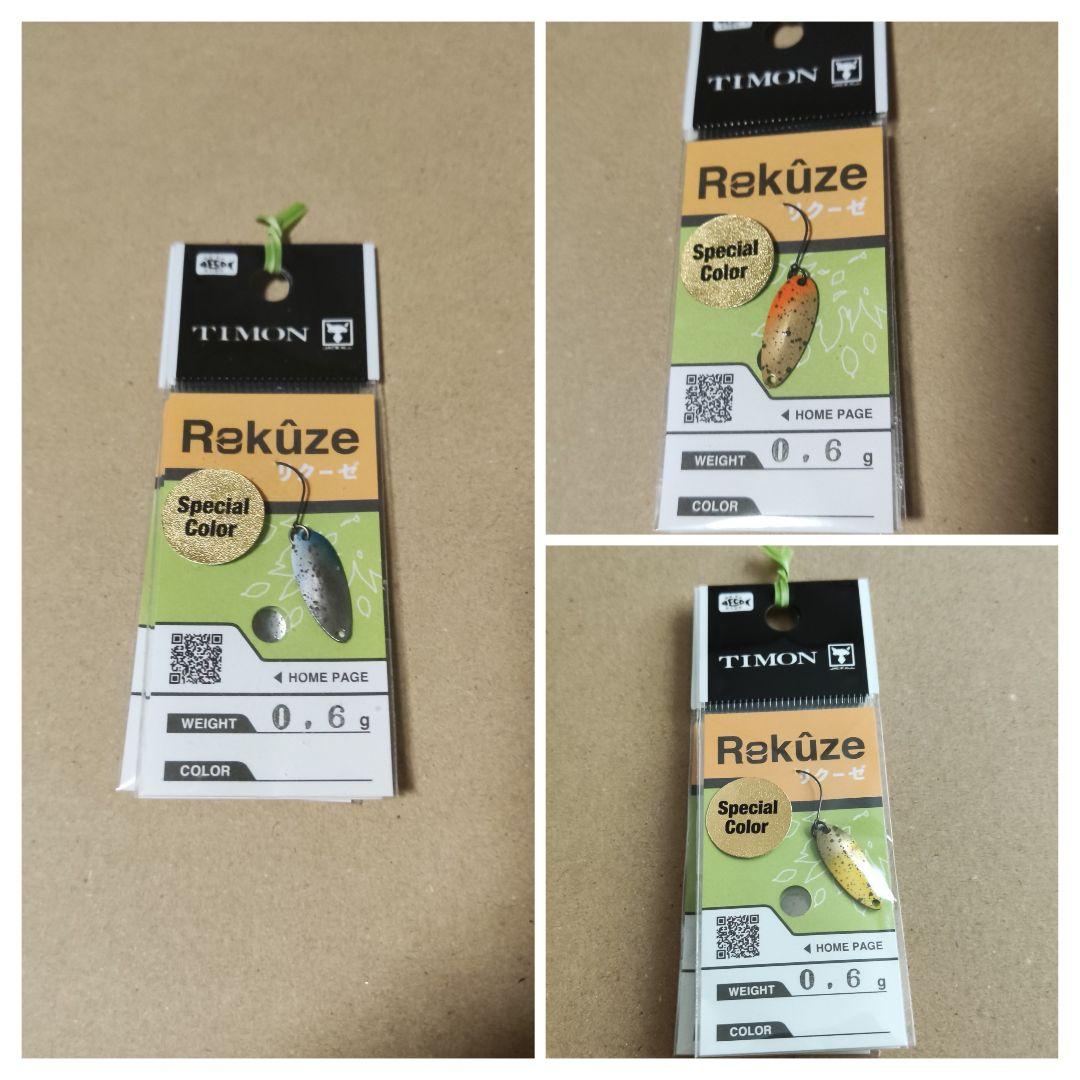 TIMON
Rekûze
リクーゼ
Special
Color
HOME PAGE
WEIGHT 0.6 g
COLOR
TIMON
Rekûze
リクーゼ
Special
Color
HOME PAGE
WEIGHT 0.6 g
COLOR
TIMON
Rekûze
リクーゼ
Special
Color
HOME PAGE
WEIGHT 0.6 g
COLOR